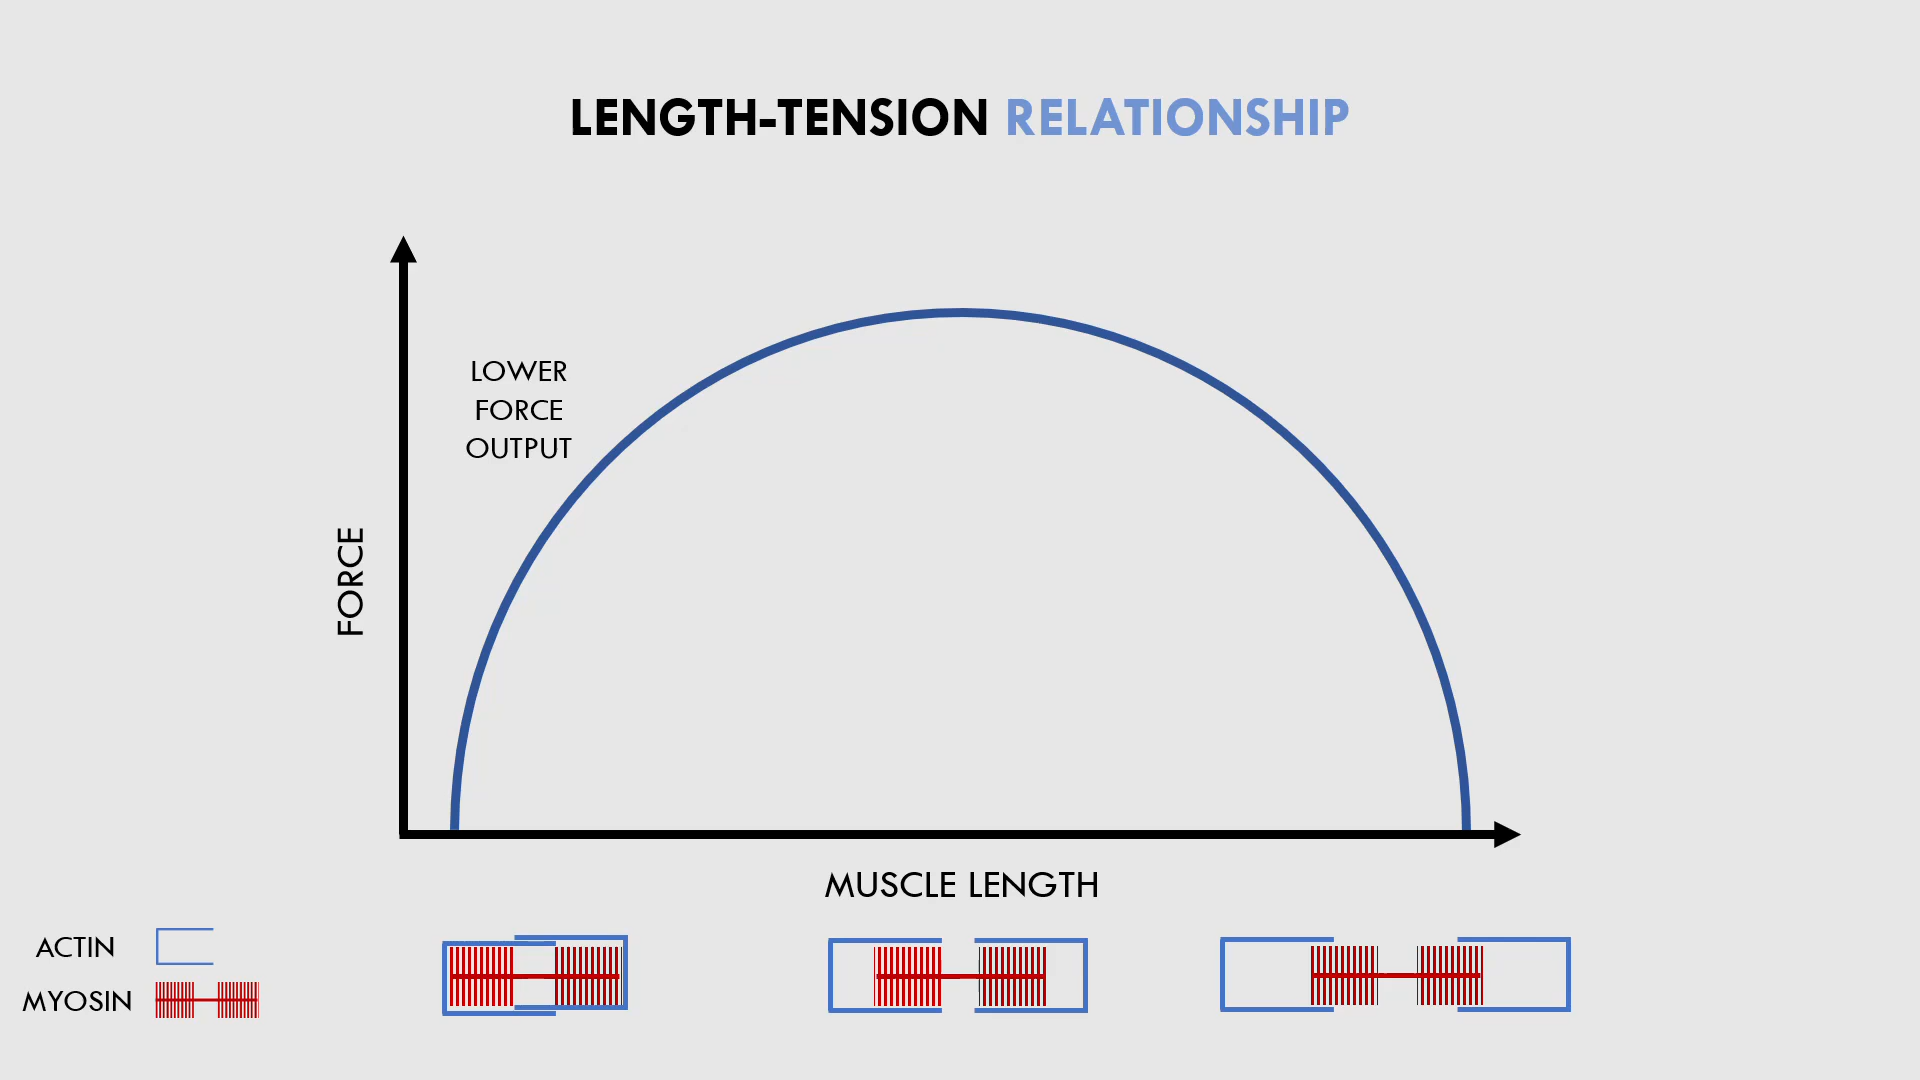 LENGTH-TENSION RELATIONSHIP
LOWER
FORCE
OUTPUT
FORCE
MUSCLE LENGTH
ACTIN
MYOSIN